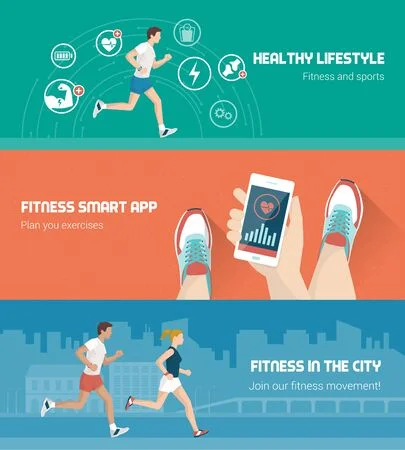 HEALTHY LIFESTYLE
Fitness and sports
FITNESS SMART APP
Plan you exercises
FITNESS IN THE CITY
Join our fitness movement!